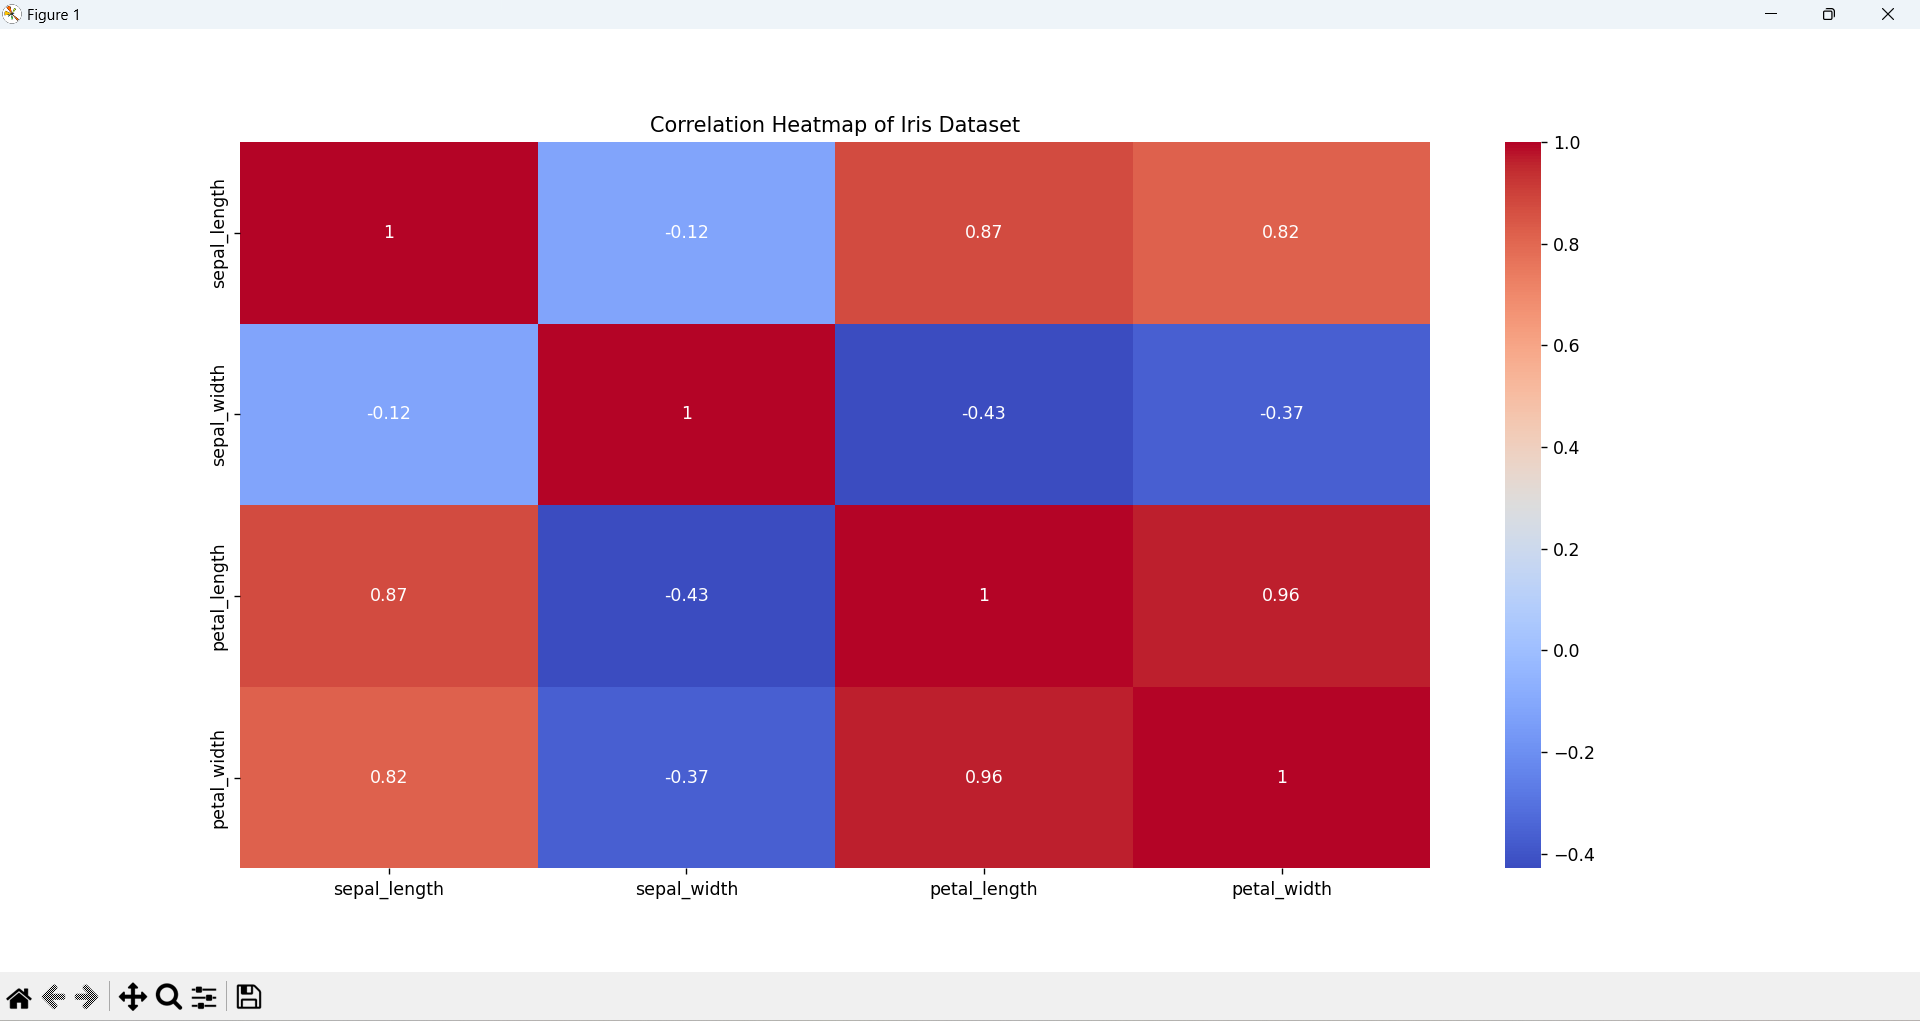 Figure 1
Correlation Heatmap of Iris Dataset
sepal_length
1
-0.12
0.87
0.82
sepal_width
-0.12
1
-0.43
-0.37
petal_length
0.87
-0.43
1
0.96
petal_width
0.82
-0.37
0.96
1
sepal_length
sepal_width
petal_length
petal_width
1.0
0.8
0.6
0.4
0.2
0.0
−0.2
−0.4